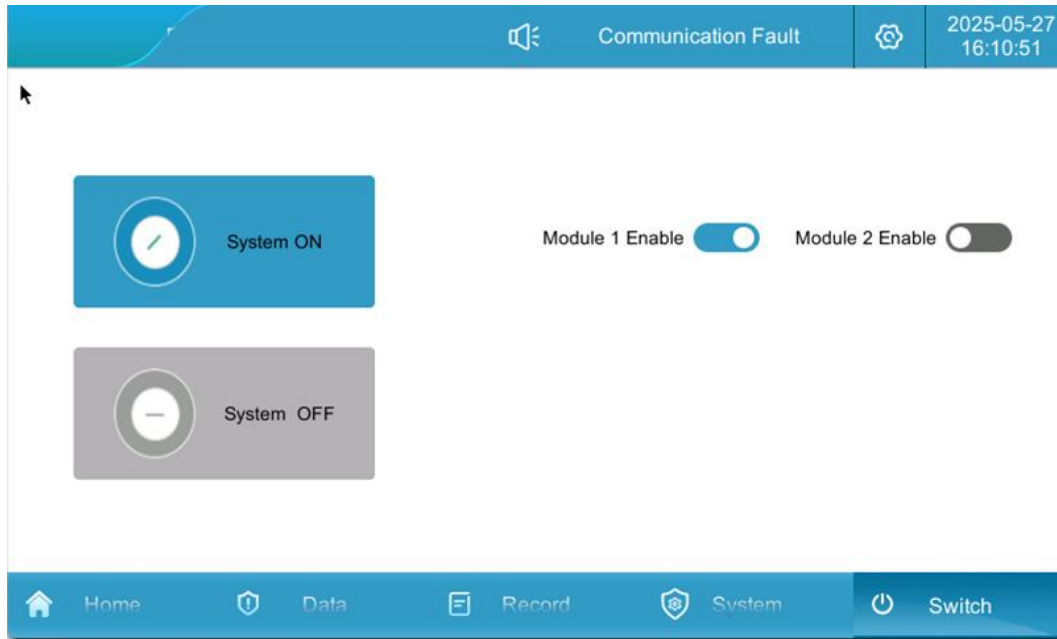 Communication Fault
2025-05-27
16:10:51
System ON
Module 1 Enable
Module 2 Enable
System OFF
Home
Data
Record
System
Switch